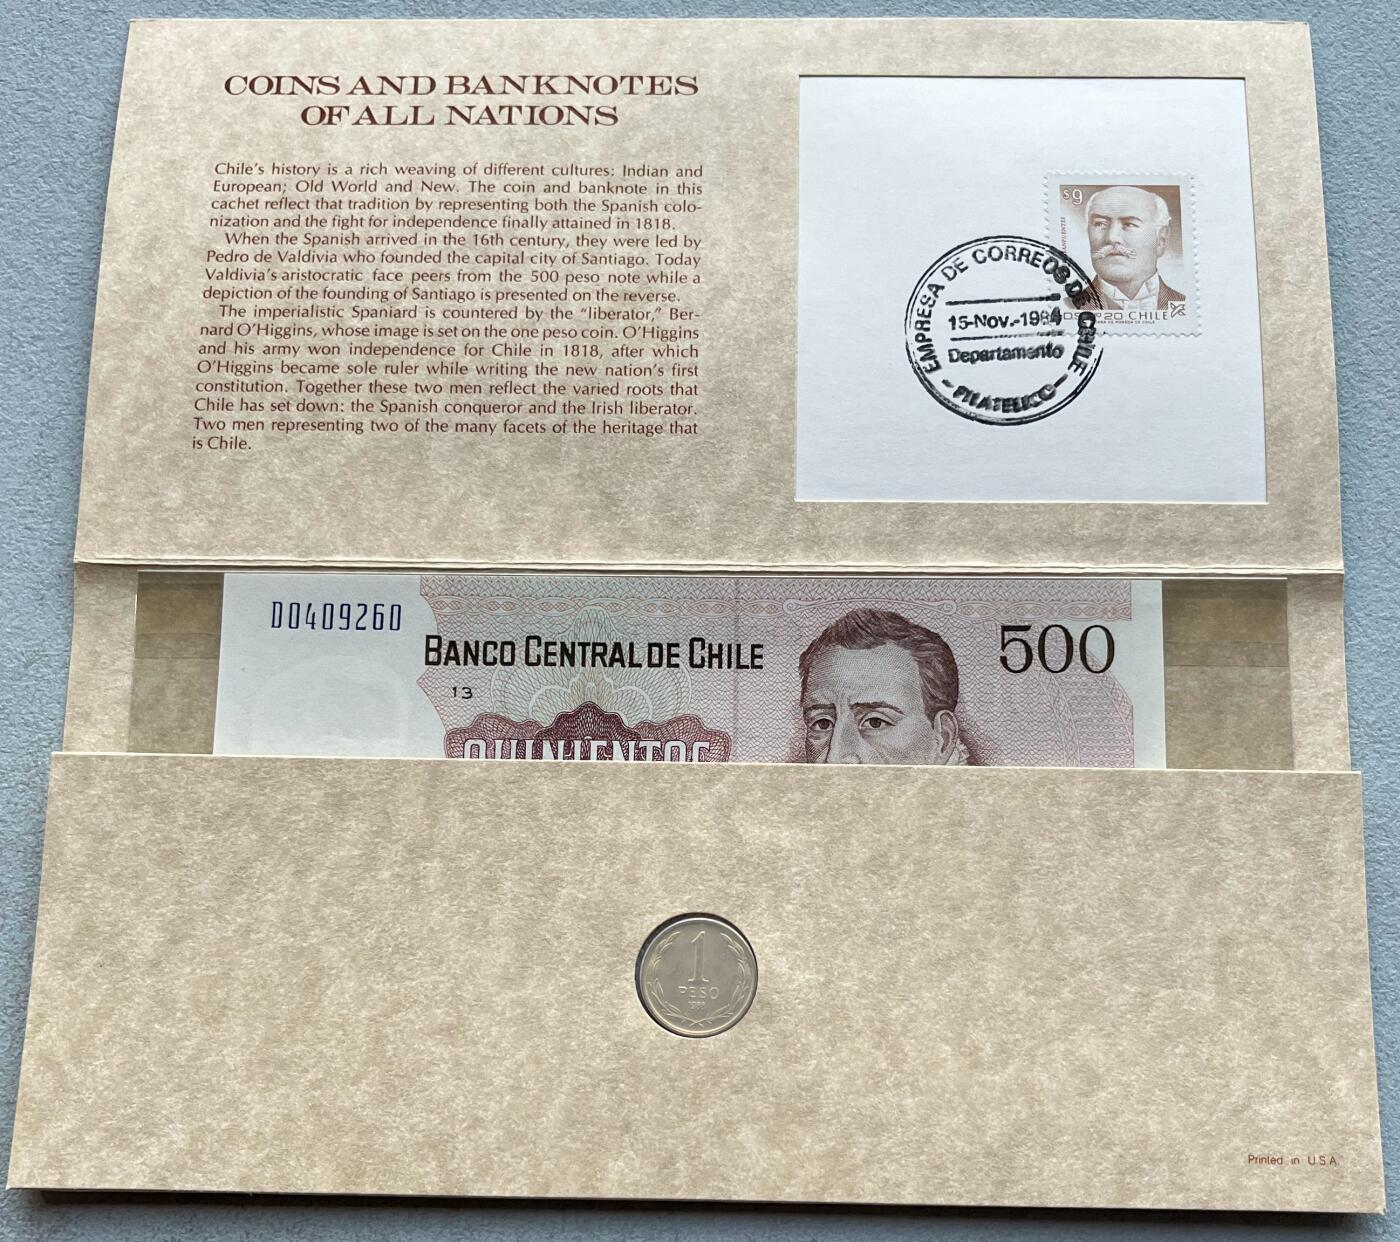 COINS AND BANKNOTES
OF ALL NATIONS
Chile's history is a rich weaving of different cultures: Indian and
European; Old World and New. The coin and banknote in this
cachet reflect that tradition by representing both the Spanish colo-
nization and the fight for independence finally attained in 1818.
When the Spanish arrived in the 16th century, they were led by
Pedro de Valdivia who founded the capital city of Santiago. Today
Valdivia's aristocratic face peers from the 500 peso note while a
depiction of the founding of Santiago is presented on the reverse.
The imperialistic Spaniard is countered by the "liberator," Ber-
nard O'Higgins, whose image is set on the one peso coin. O'Higgins
and his army won independence for Chile in 1818, after which
O'Higgins became sole ruler while writing the new nation's first
constitution. Together these two men reflect the varied roots that
Chile has set down: the Spanish conqueror and the Irish liberator.
Two men representing two of the many facets of the heritage that
is Chile.
$9
CHILE
EMPRESA DE CORREOS DE CHILE
15-Nov.-1984
Departamento
- FILATELICO -
D0409260
BANCO CENTRAL DE CHILE
500
13
QUINIENTOS
1
PESO
Printed in U.S.A.